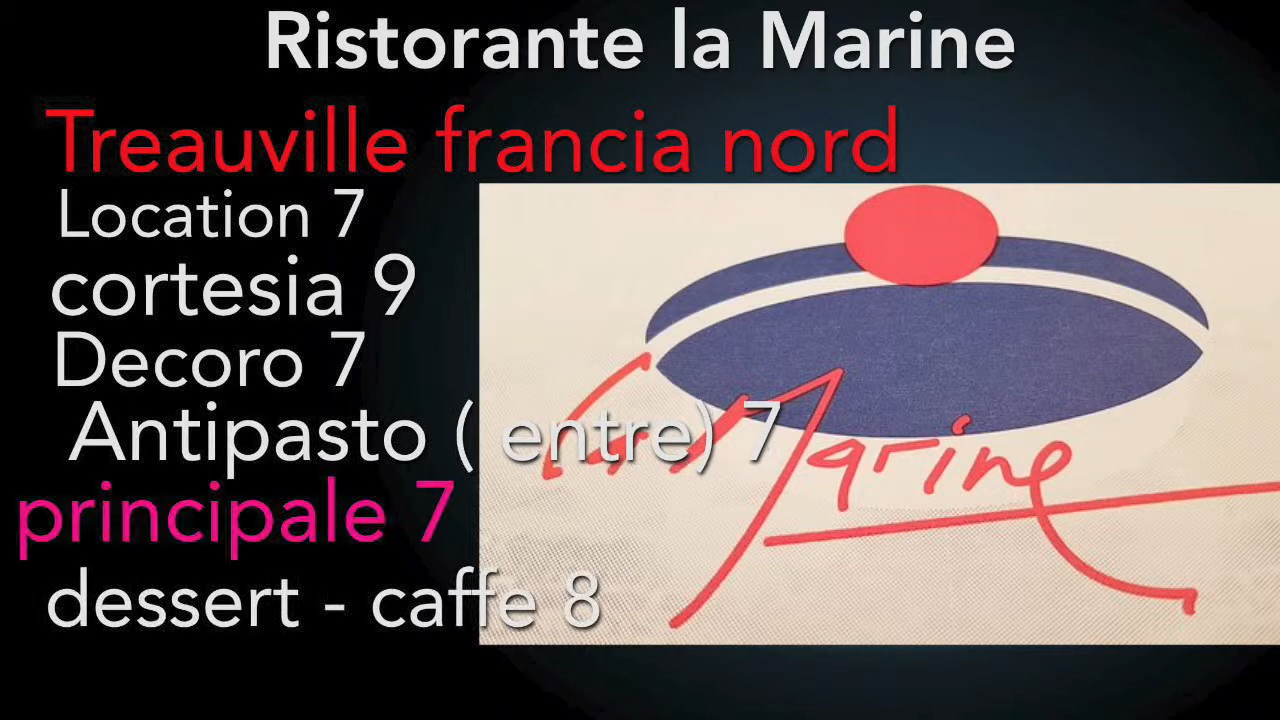 Ristorante la Marine
Treauville francia nord
Location 7
cortesia 9
Decoro 7
Antipasto ( entre) 7
principale 7
dessert - caffe 8
La Marine